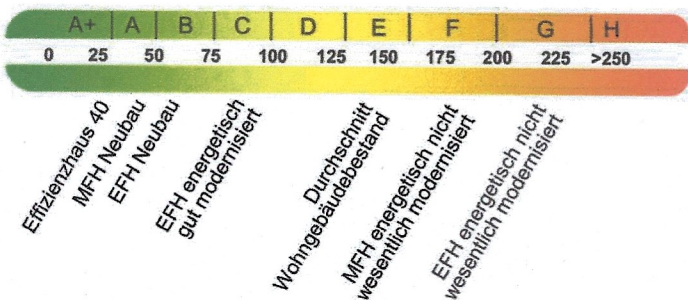 A+ A B C D E F G H
0 25 50 75 100 125 150 175 200 225 >250
Effizienzhaus 40
MFH Neubau
EFH Neubau
EFH energetisch
gut modernisiert
Durchschnitt
Wohngebäudebestand
MFH energetisch nicht
wesentlich modernisiert
EFH energetisch nicht
wesentlich modernisiert